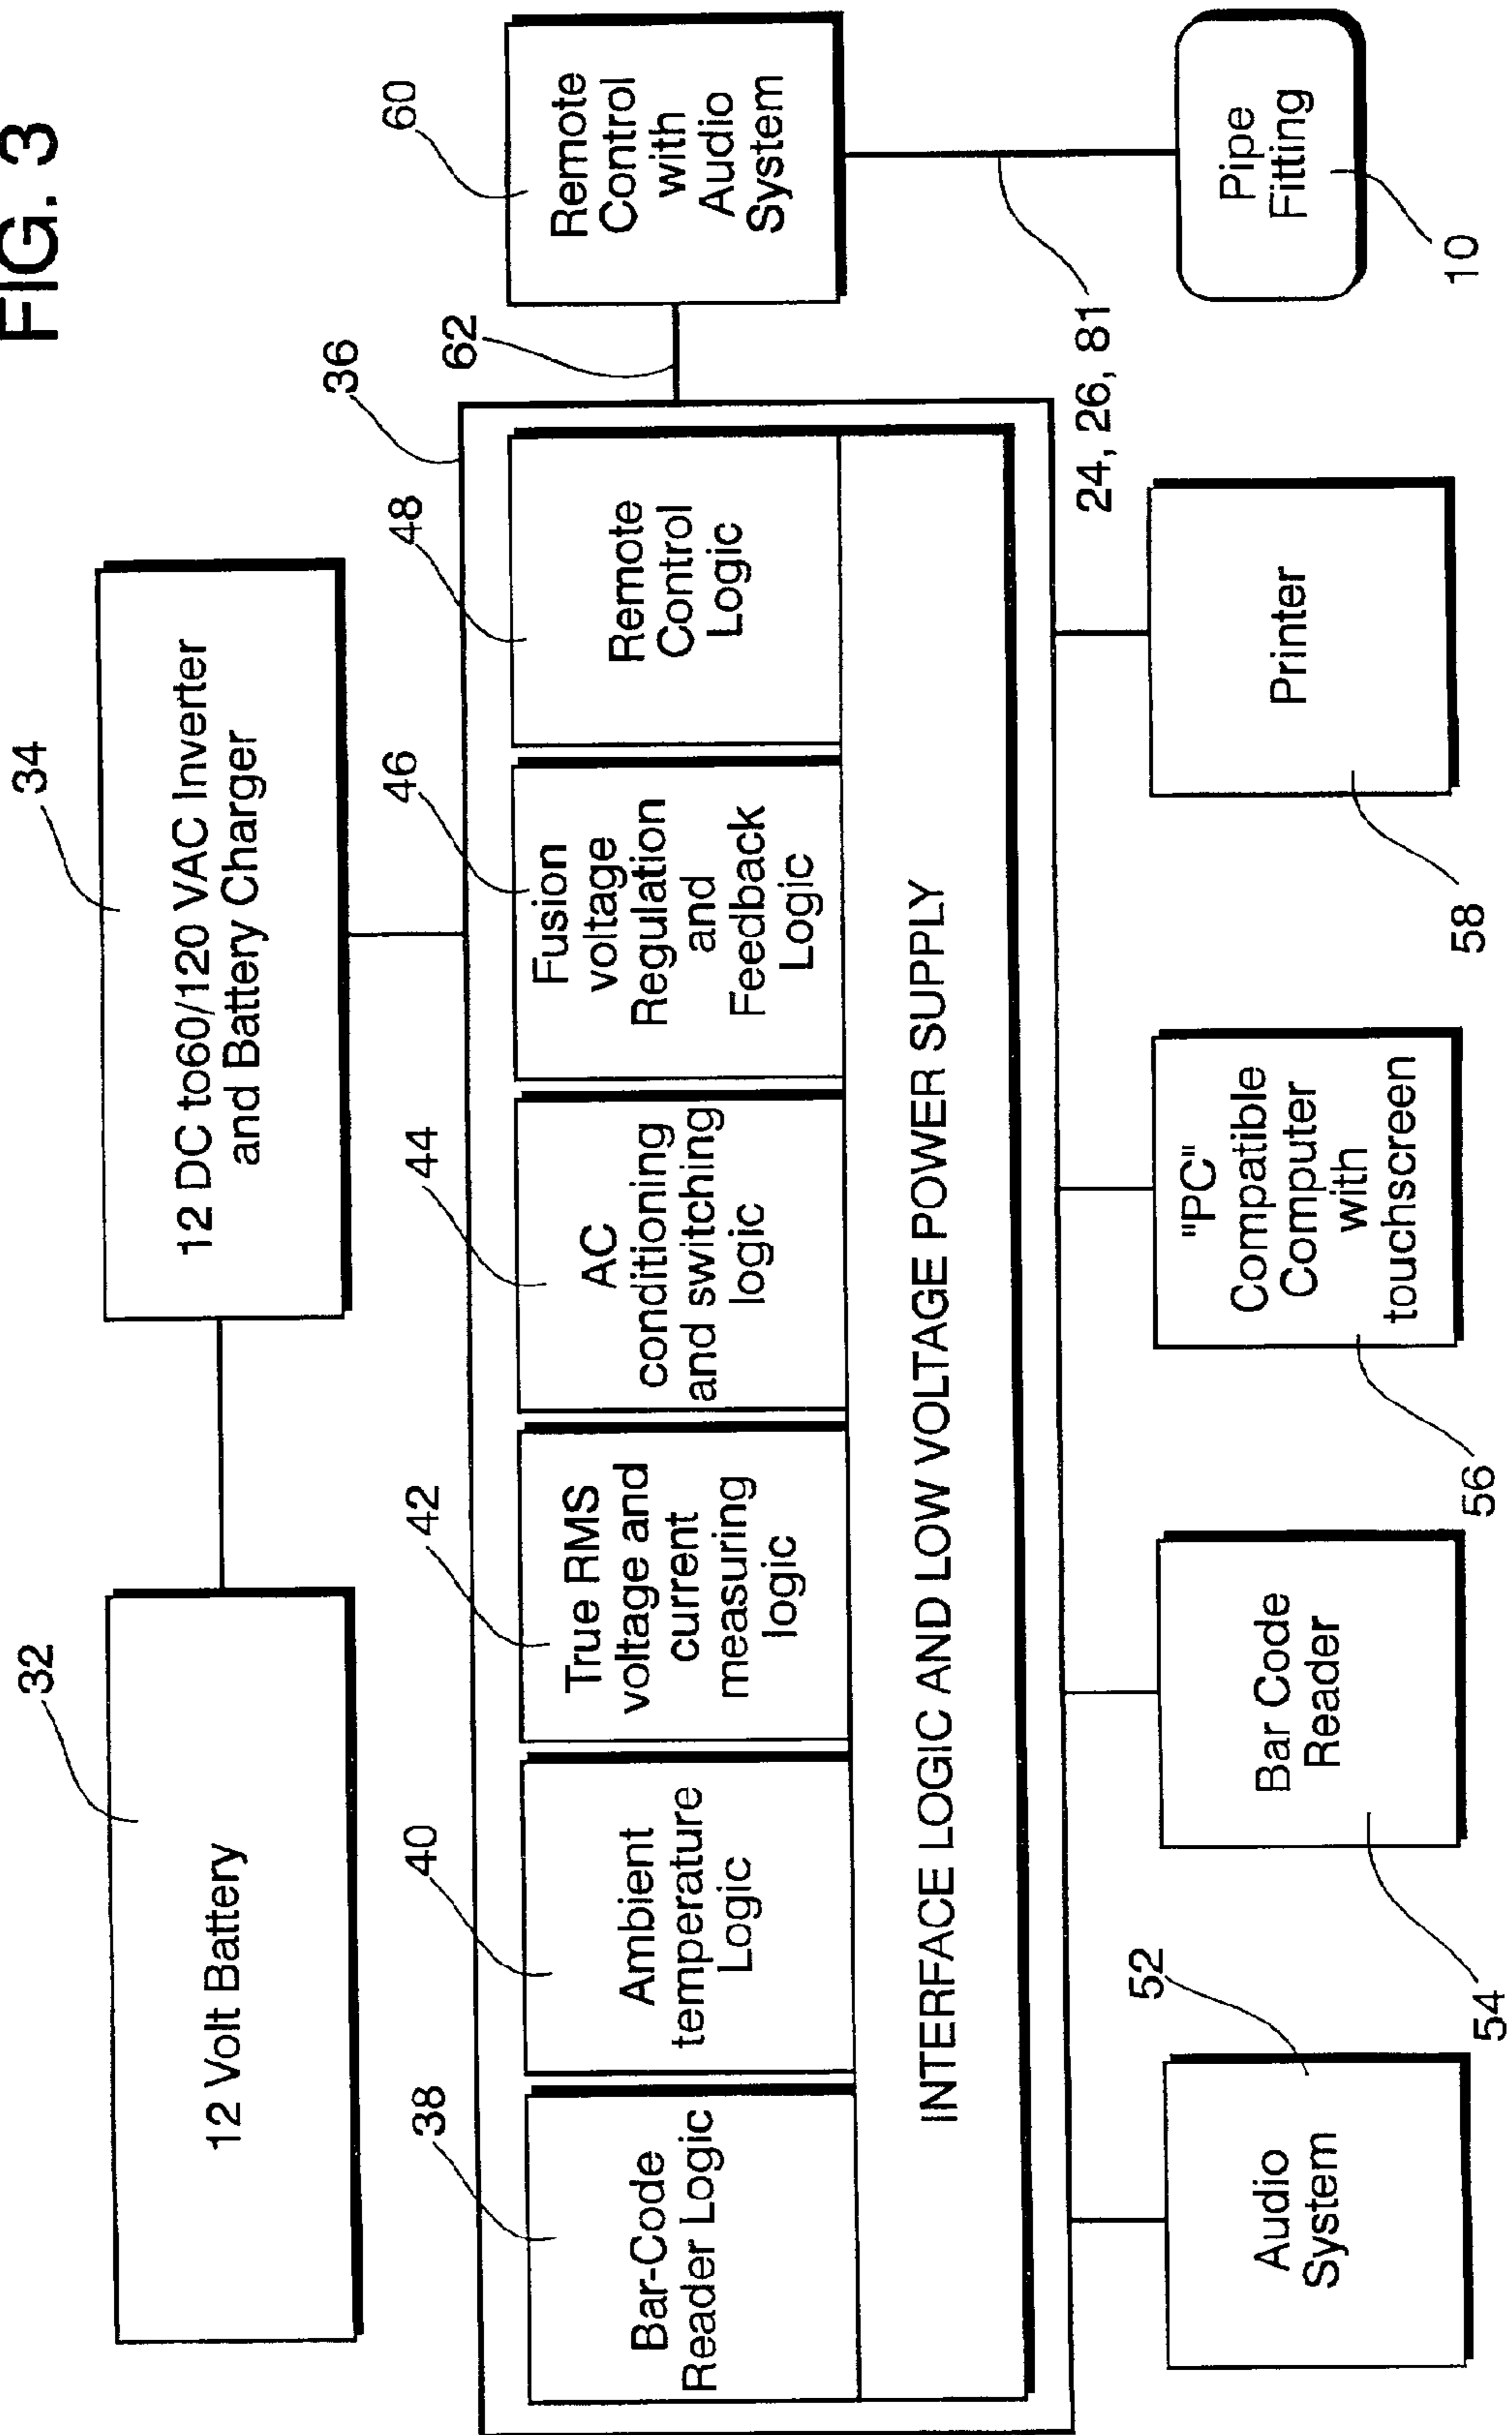 FIG. 3
32
12 Volt Battery
34
12 DC to60/120 VAC Inverter
and Battery Charger
36
38
Bar-Code
Reader Logic
40
Ambient
temperature
Logic
42
True RMS
voltage and
current
measuring
logic
44
AC
conditioning
and switching
logic
46
Fusion
voltage
Regulation
and
Feedback
Logic
48
Remote
Control
Logic
INTERFACE LOGIC AND LOW VOLTAGE POWER SUPPLY
62
60
Remote
Control
with
Audio
System
24, 26, 81
Pipe
Fitting
10
52
Audio
System
Bar Code
Reader
54
"PC"
Compatible
Computer
with
touchscreen
56
Printer
58